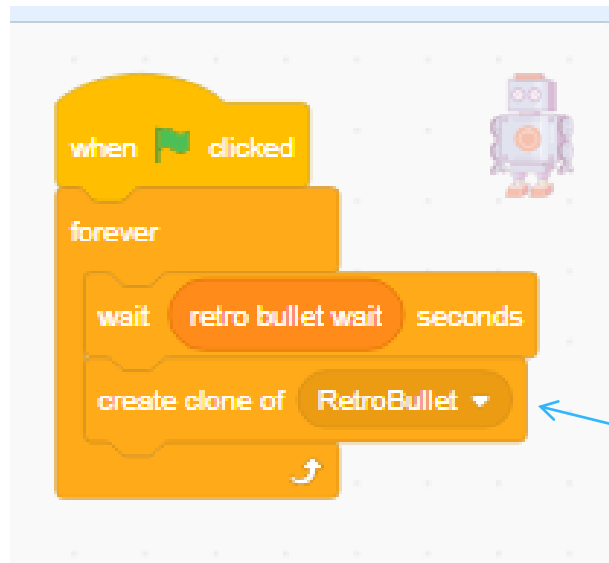 when clicked
forever
wait retro bullet wait seconds
create clone of RetroBullet